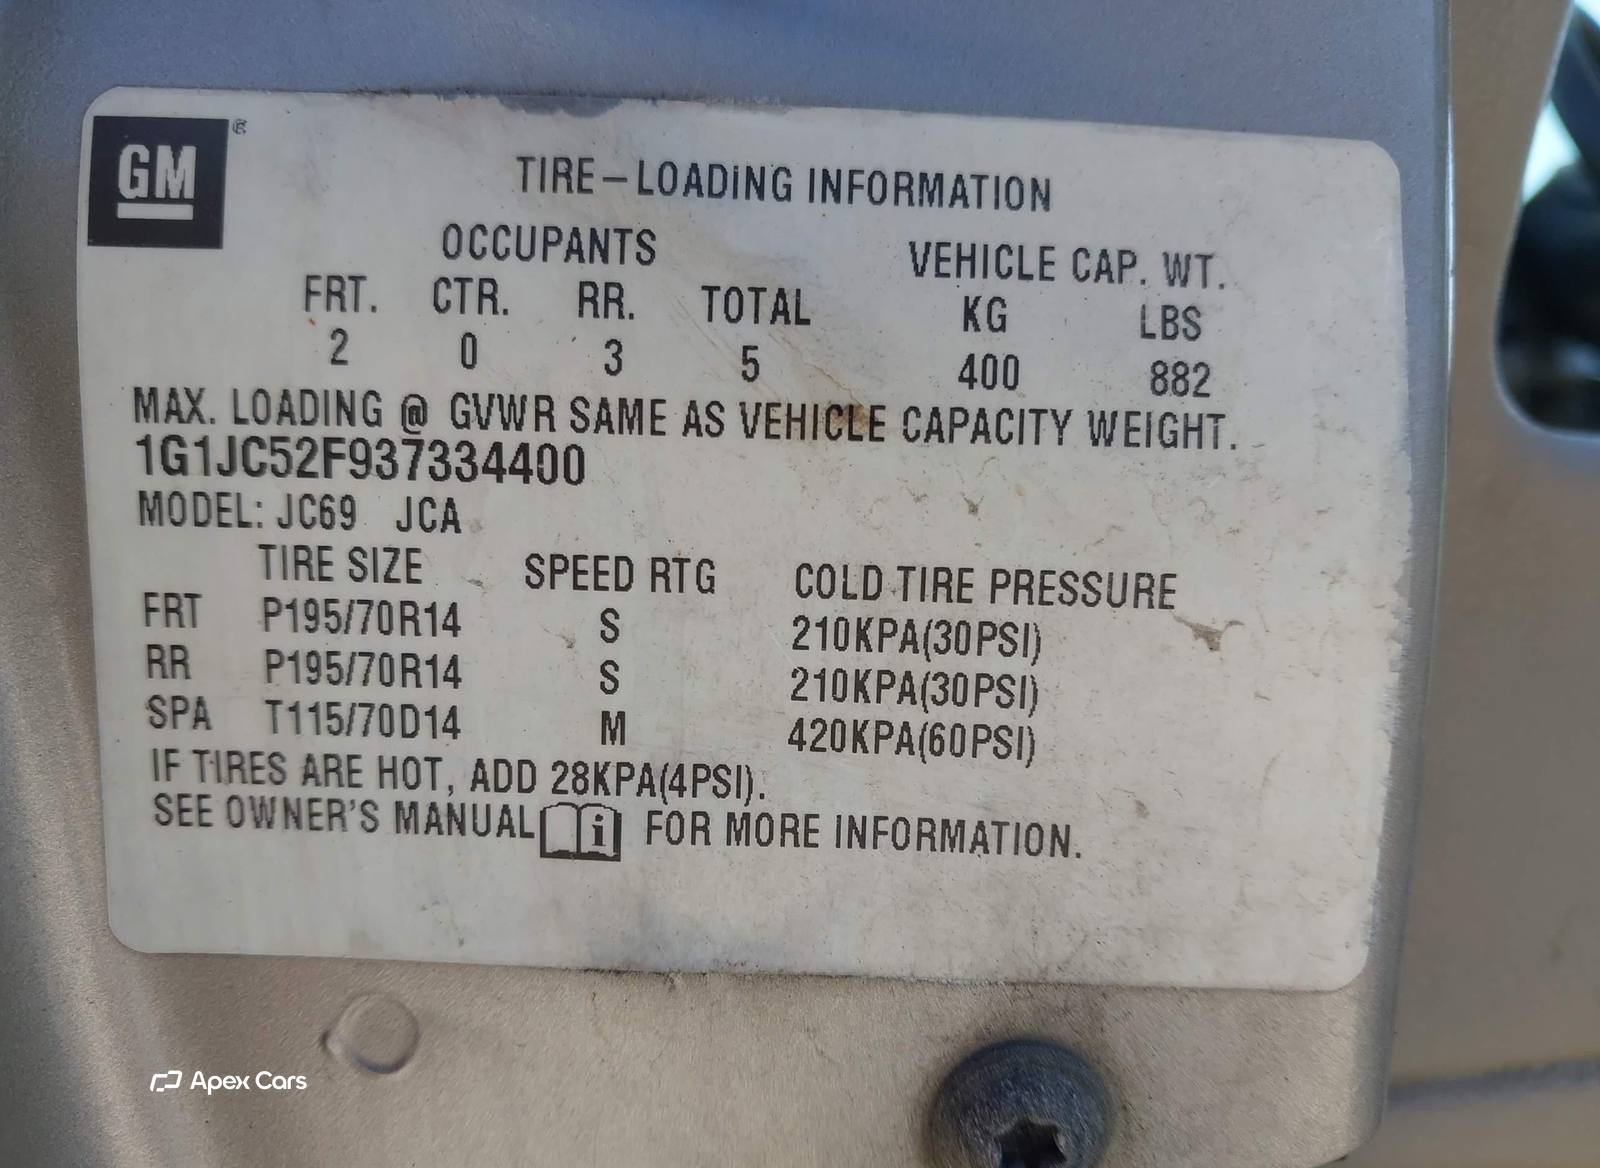 GM ®
TIRE-LOADING INFORMATION
OCCUPANTS VEHICLE CAP. WT.
FRT. CTR. RR. TOTAL KG LBS
2 0 3 5 400 882
MAX. LOADING @ GVWR SAME AS VEHICLE CAPACITY WEIGHT.
1G1JC52F937334400
MODEL: JC69 JCA
TIRE SIZE SPEED RTG COLD TIRE PRESSURE
FRT P195/70R14 S 210KPA(30PSI)
RR P195/70R14 S 210KPA(30PSI)
SPA T115/70D14 M 420KPA(60PSI)
IF TIRES ARE HOT, ADD 28KPA(4PSI).
SEE OWNER'S MANUAL i FOR MORE INFORMATION.
Apex Cars